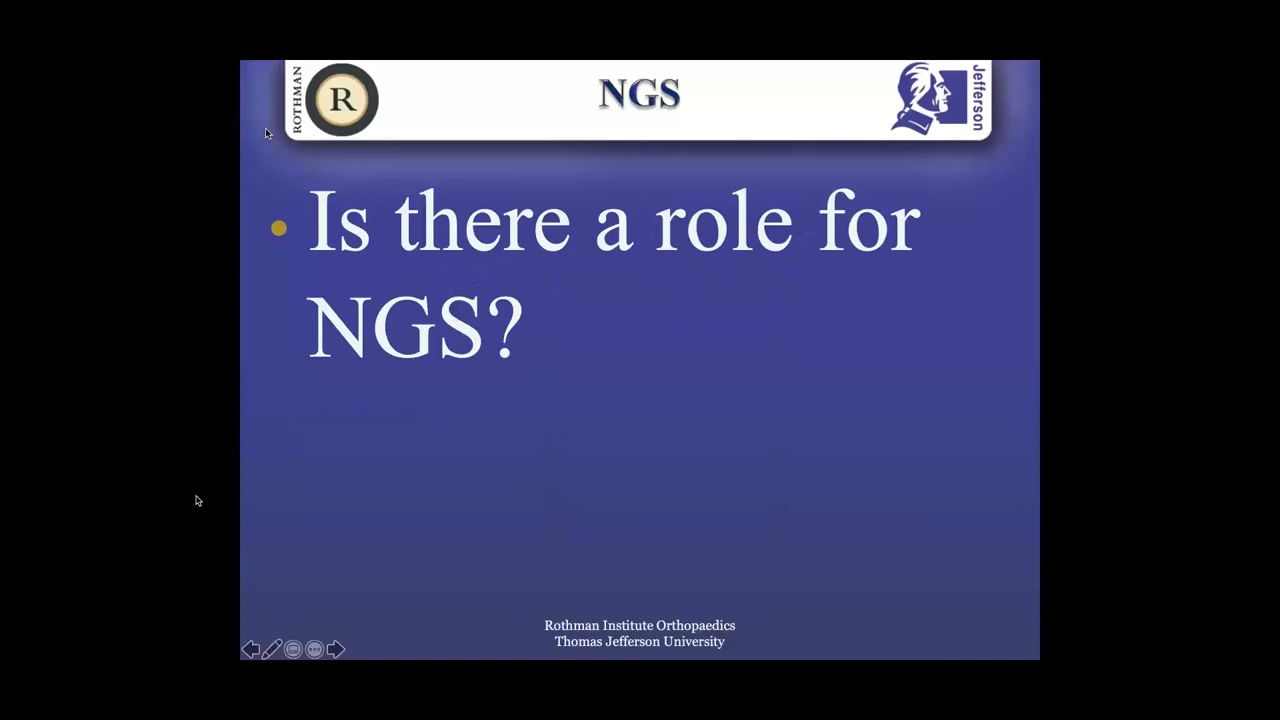 ROTHMAN
R
NGS
Jefferson
• Is there a role for
NGS?
Rothman Institute Orthopaedics
Thomas Jefferson University